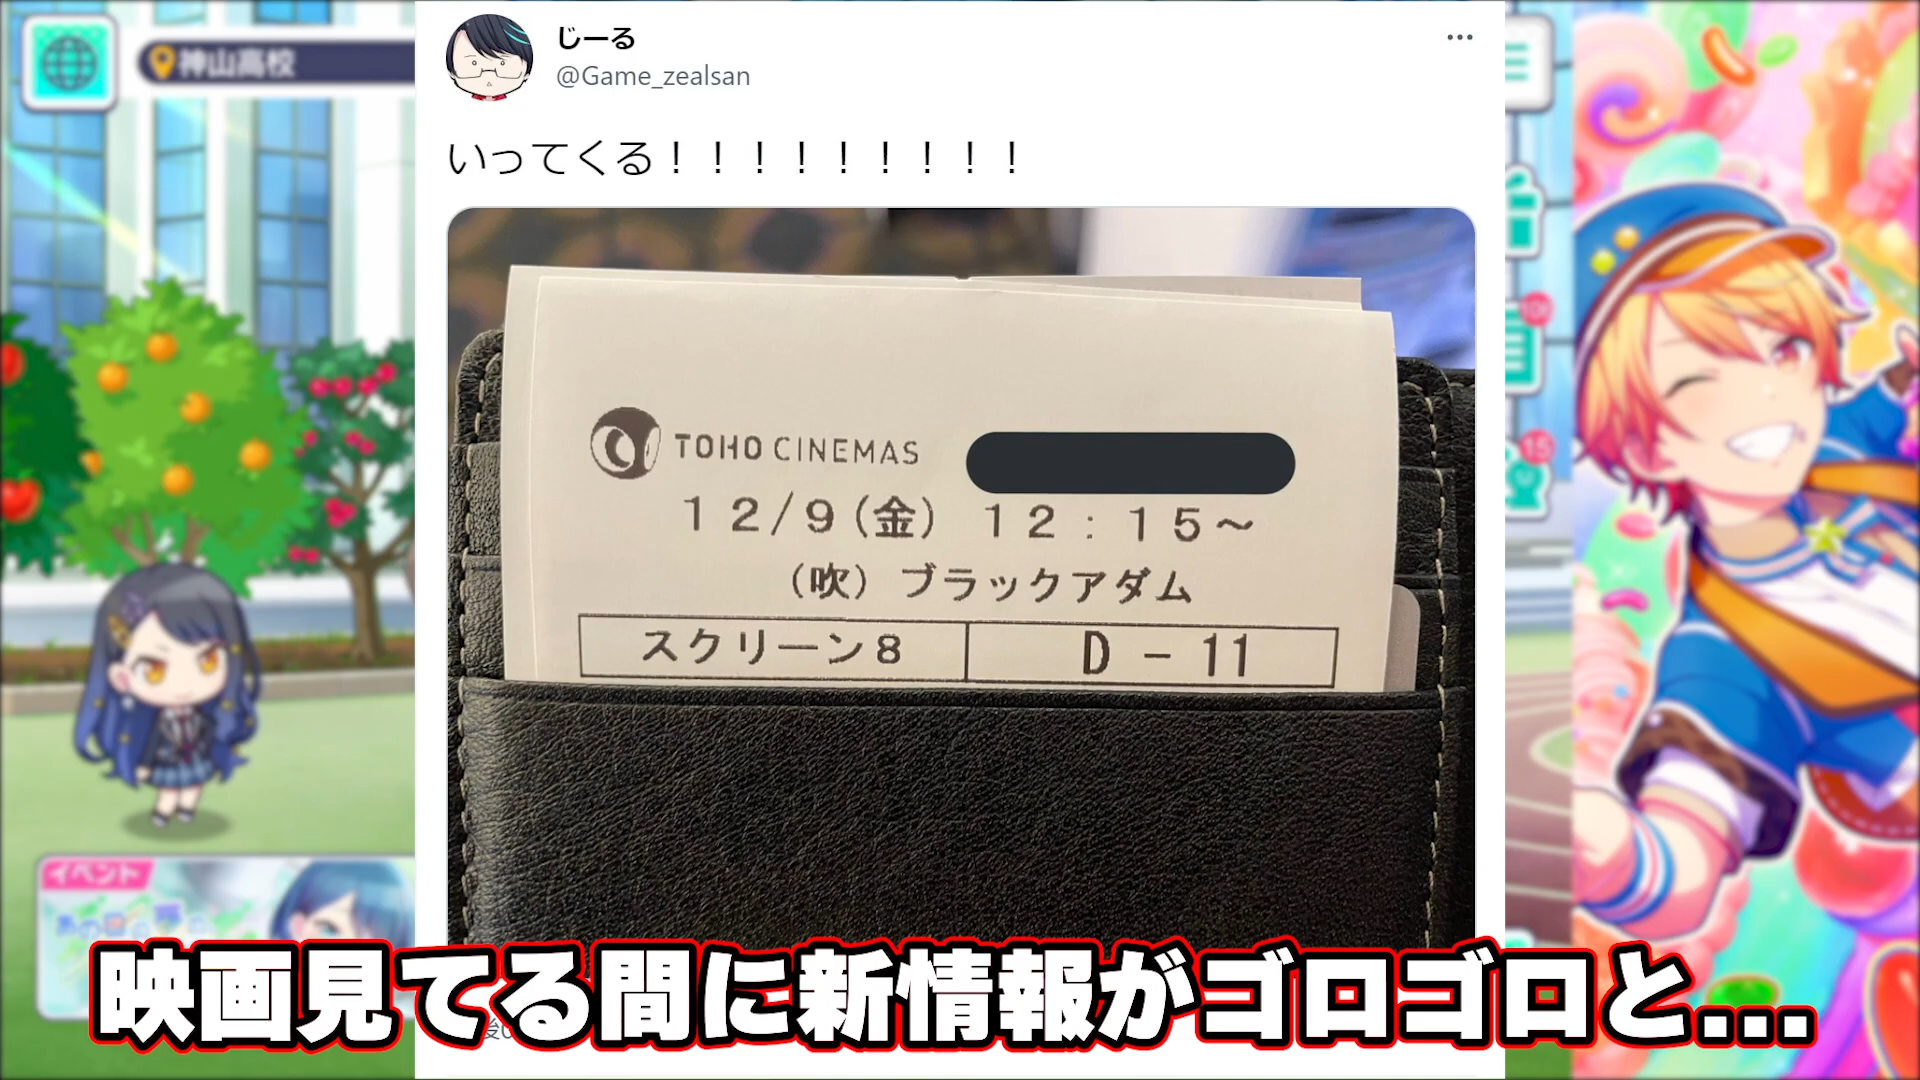 神山高校
じーる
@Game_zealsan
いってくる！！！！！！！！！
TOHO CINEMAS
12/9(金) 12:15～
(吹) ブラックアダム
スクリーン8
D - 11
15
イベント
映画見てる間に新情報がゴロゴロと...